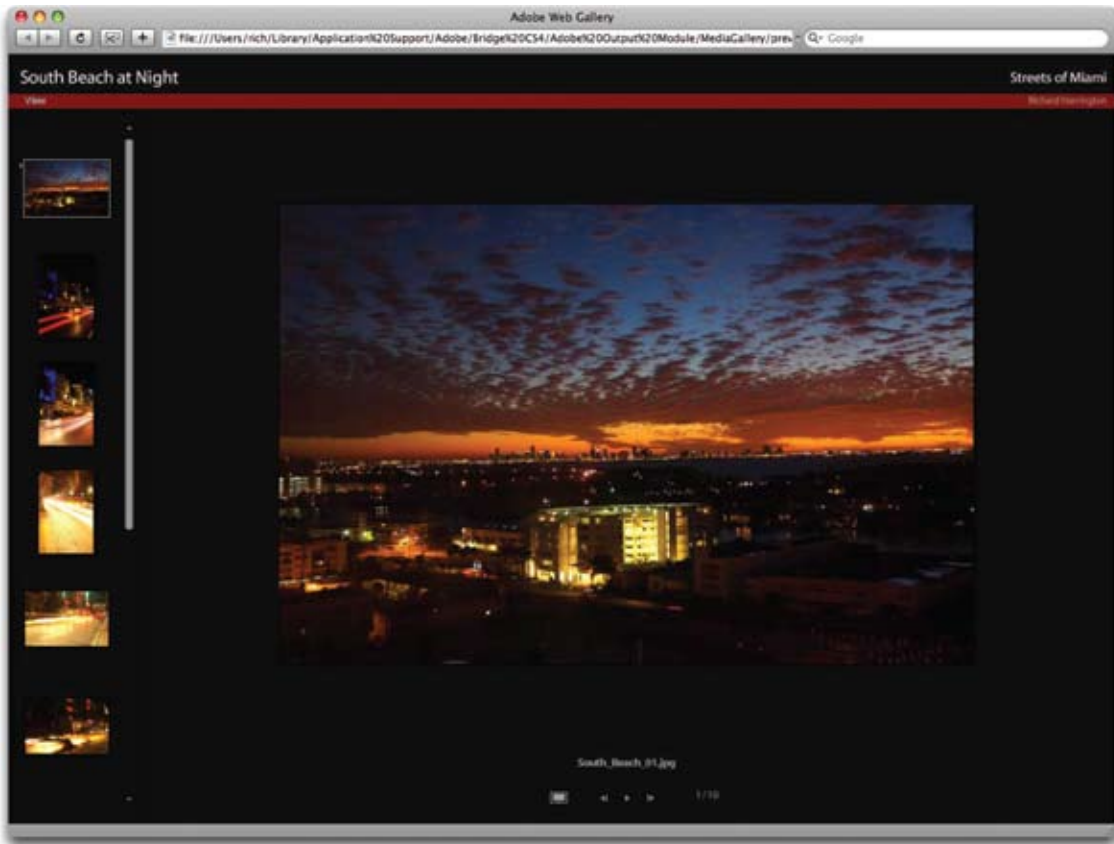 Adobe Web Gallery
file:///Users/rich/Library/Application%20Support/Adobe/Bridge%20CS4/Adobe%20Output%20Module/MediaGallery/prev
Google
South Beach at Night
Streets of Miami
View
Richard Harrington
South_Beach_01.jpg
1/10